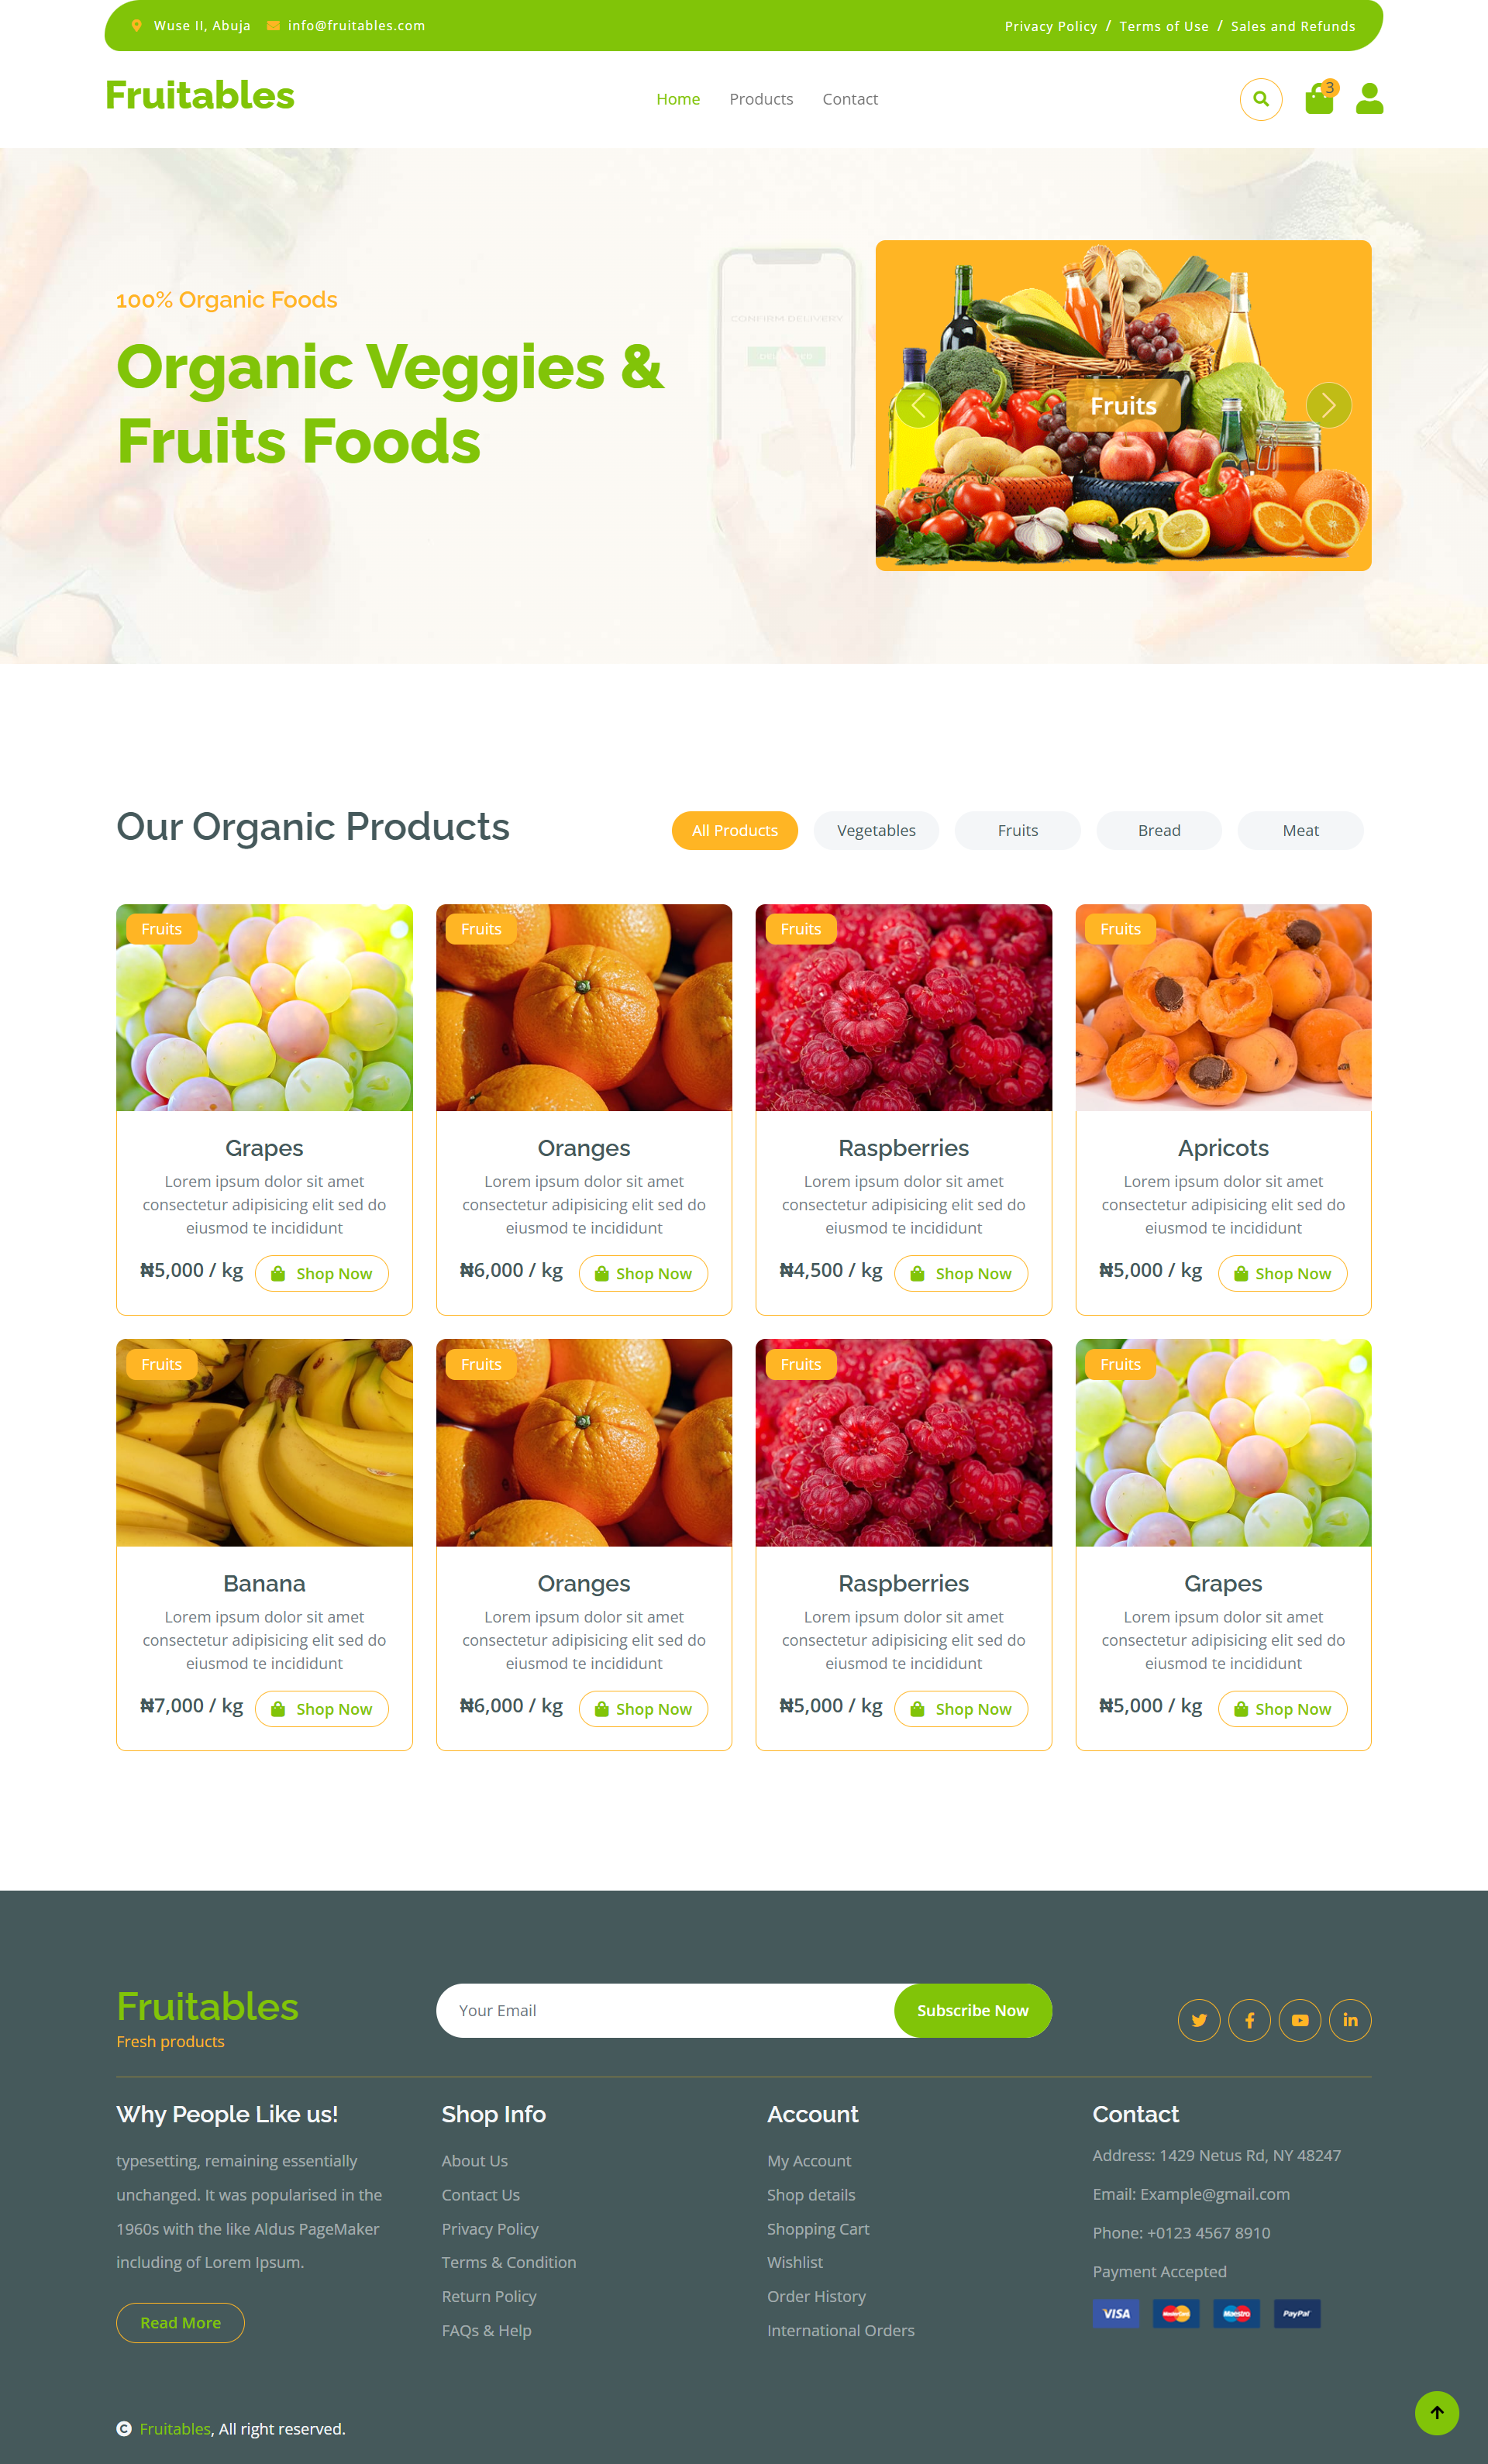 Wuse II, Abuja info@fruitables.com
Privacy Policy / Terms of Use / Sales and Refunds
Fruitables
Home Products Contact
3
100% Organic Foods
Organic Veggies &
Fruits Foods
CONFIRM DELIVERY
Fruits
Our Organic Products
All Products Vegetables Fruits Bread Meat
Fruits Fruits Fruits Fruits
Grapes Oranges Raspberries Apricots
Lorem ipsum dolor sit amet Lorem ipsum dolor sit amet Lorem ipsum dolor sit amet Lorem ipsum dolor sit amet
consectetur adipisicing elit sed do consectetur adipisicing elit sed do consectetur adipisicing elit sed do consectetur adipisicing elit sed do
eiusmod te incididunt eiusmod te incididunt eiusmod te incididunt eiusmod te incididunt
₦5,000 / kg Shop Now ₦6,000 / kg Shop Now ₦4,500 / kg Shop Now ₦5,000 / kg Shop Now
Fruits Fruits Fruits Fruits
Banana Oranges Raspberries Grapes
Lorem ipsum dolor sit amet Lorem ipsum dolor sit amet Lorem ipsum dolor sit amet Lorem ipsum dolor sit amet
consectetur adipisicing elit sed do consectetur adipisicing elit sed do consectetur adipisicing elit sed do consectetur adipisicing elit sed do
eiusmod te incididunt eiusmod te incididunt eiusmod te incididunt eiusmod te incididunt
₦7,000 / kg Shop Now ₦6,000 / kg Shop Now ₦5,000 / kg Shop Now ₦5,000 / kg Shop Now
Fruitables
Fresh products
Your Email Subscribe Now
Why People Like us!
typesetting, remaining essentially
unchanged. It was popularised in the
1960s with the like Aldus PageMaker
including of Lorem Ipsum.
Read More
Shop Info
About Us
Contact Us
Privacy Policy
Terms & Condition
Return Policy
FAQs & Help
Account
My Account
Shop details
Shopping Cart
Wishlist
Order History
International Orders
Contact
Address: 1429 Netus Rd, NY 48247
Email: Example@gmail.com
Phone: +0123 4567 8910
Payment Accepted
VISA MasterCard Maestro PayPal
Fruitables, All right reserved.